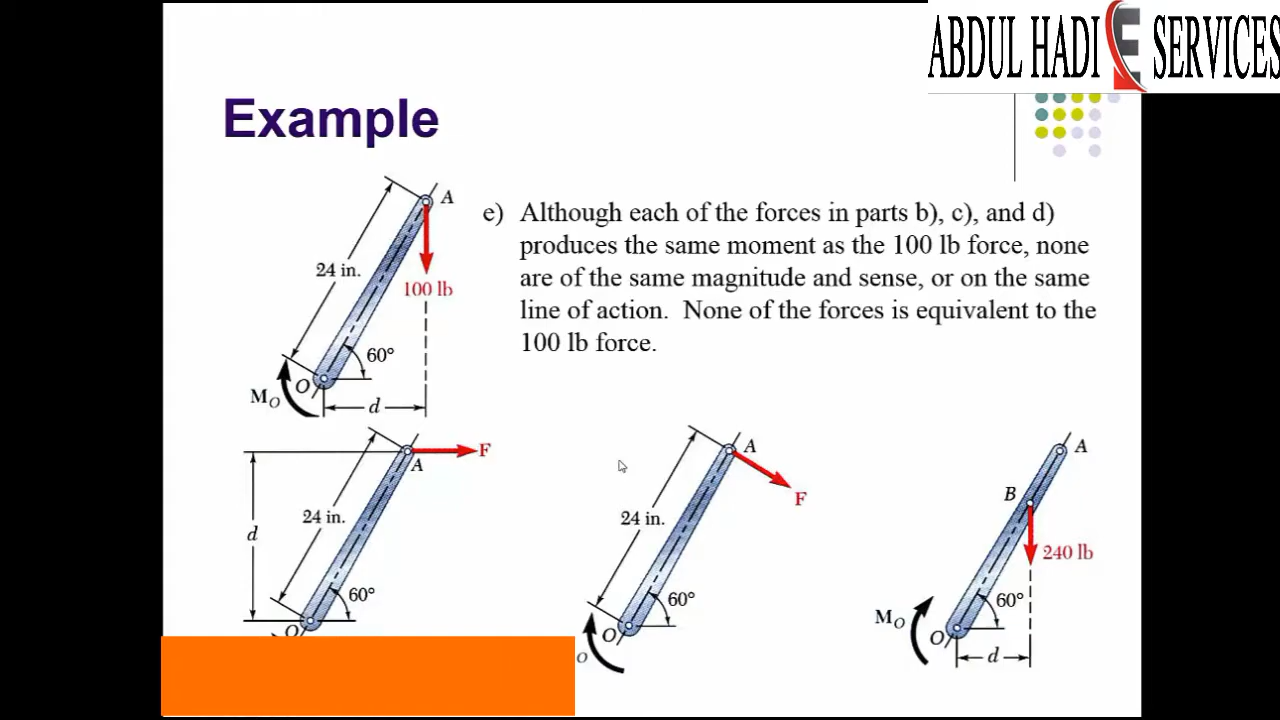 ABDUL HADI E SERVICES
Example
e) Although each of the forces in parts b), c), and d)
produces the same moment as the 100 lb force, none
are of the same magnitude and sense, or on the same
line of action. None of the forces is equivalent to the
100 lb force.
A
24 in.
100 lb
60°
O
Mo
d
F
A
24 in.
d
60°
O
A
F
24 in.
60°
O
O
A
B
240 lb
60°
Mo
O
d